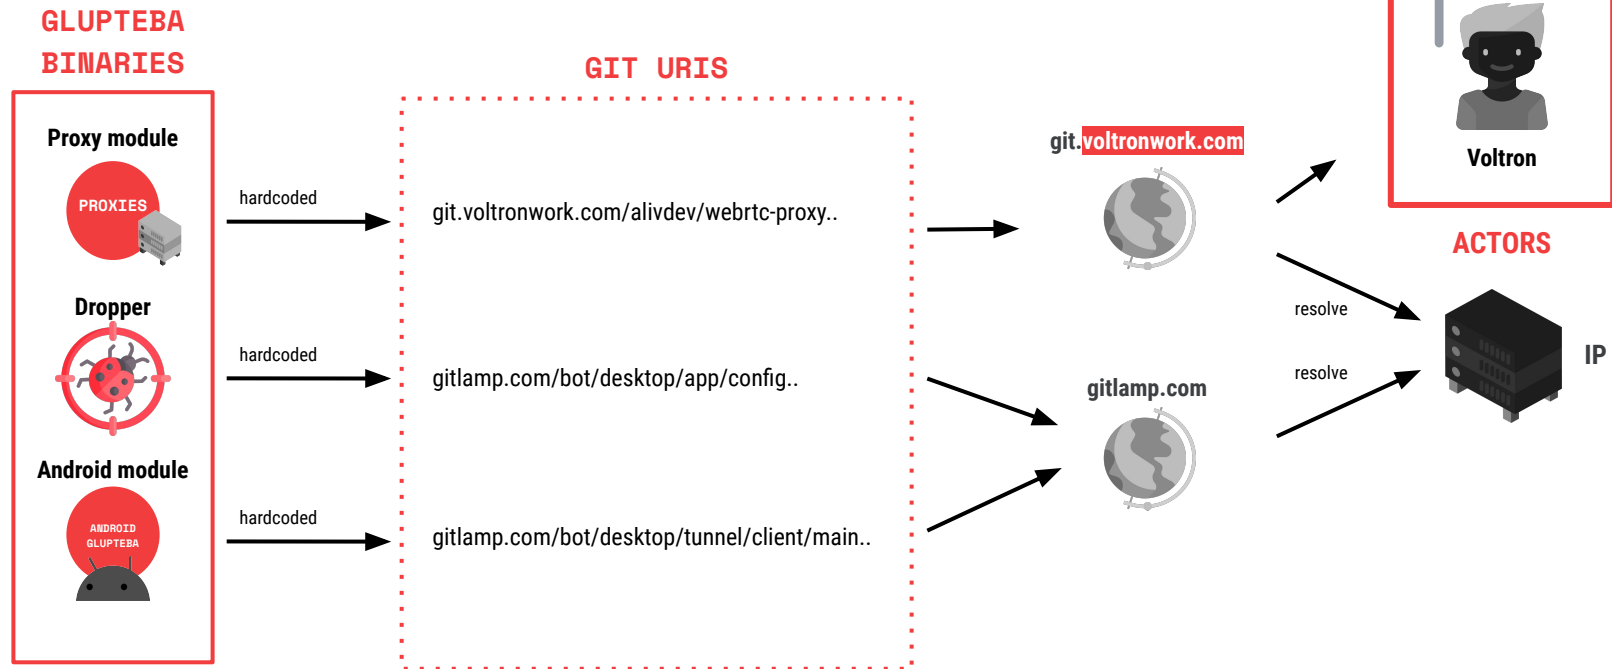 GLUPTEBA
BINARIES
GIT URIS
Proxy module
PROXIES
hardcoded
git.voltronwork.com/alivdev/webrtc-proxy..
git.voltronwork.com
Voltron
ACTORS
Dropper
hardcoded
gitlamp.com/bot/desktop/app/config..
gitlamp.com
resolve
resolve
IP
Android module
ANDROID
GLUPTEBA
hardcoded
gitlamp.com/bot/desktop/tunnel/client/main..